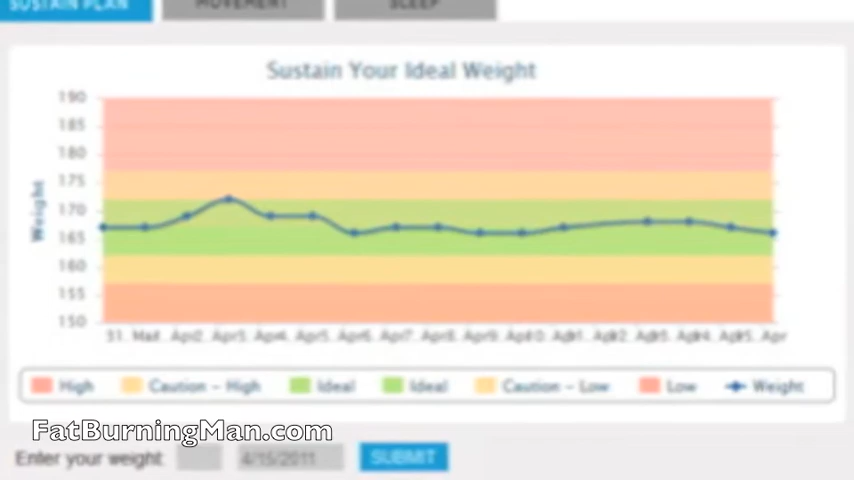 SUSTAIN PLAN MOVEMENT SLEEP
Sustain Your Ideal Weight
190
185
180
175
170
165
160
155
150
Weight
High Caution - High Ideal Ideal Caution - Low Low Weight
FatBurningMan.com
Enter your weight: 4/15/2011 SUBMIT